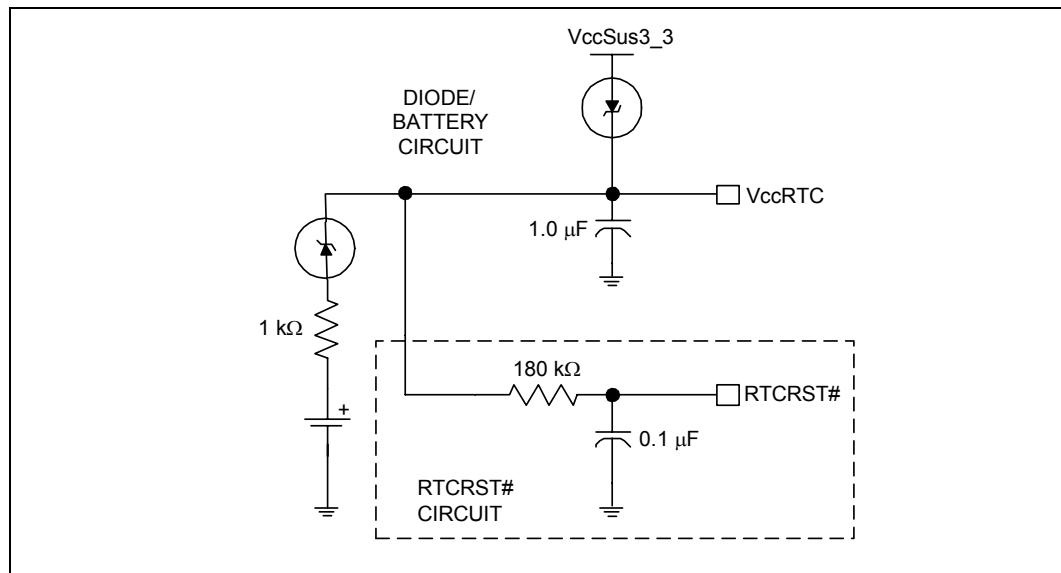 VccSus3_3
DIODE/
BATTERY
CIRCUIT
VccRTC
1.0 µF
1 kΩ
180 kΩ
RTCRST#
+
0.1 µF
RTCRST#
CIRCUIT